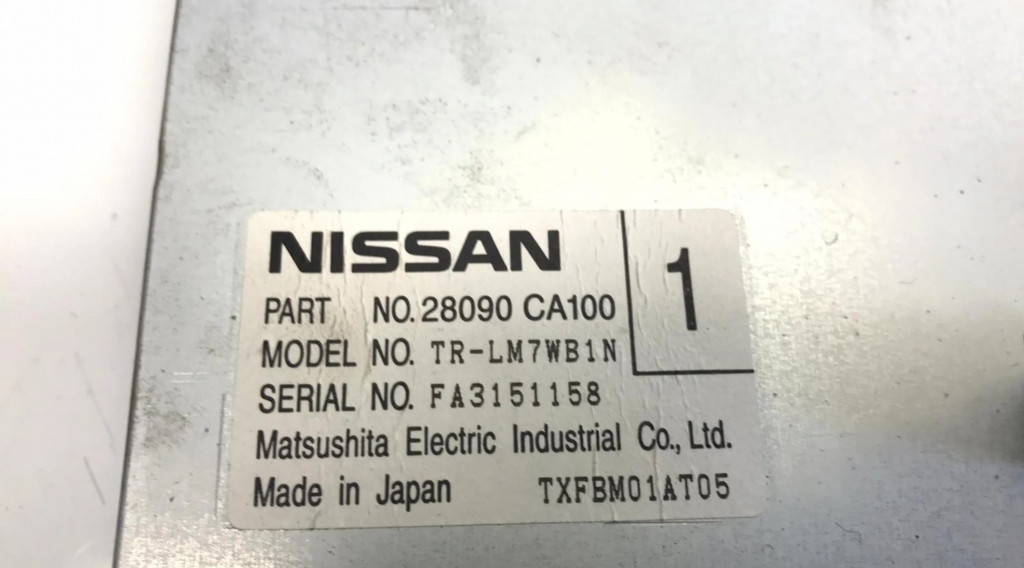 NISSAN
1
PART NO. 28090 CA100
MODEL NO. TR-LM7WB1N
SERIAL NO. FA3151158
Matsushita Electric Industrial Co., Ltd.
Made in Japan TXFBM01AT05